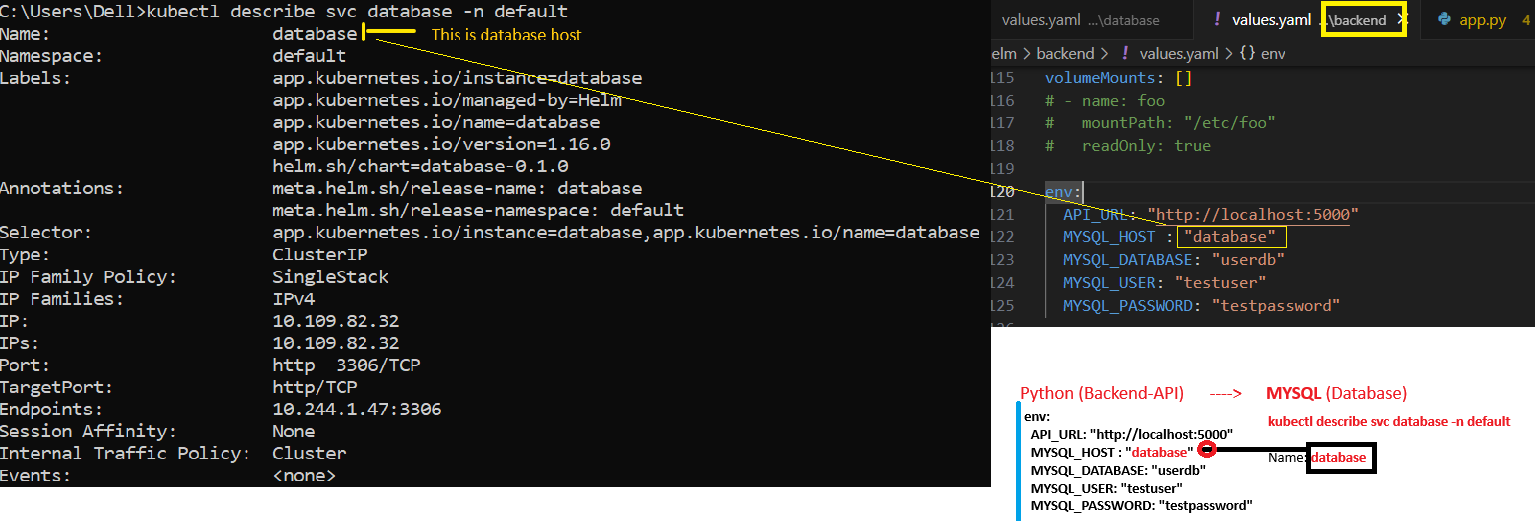 C:\Users\Dell>kubectl describe svc database -n default
Name: database
This is database host
Namespace: default
Labels: app.kubernetes.io/instance=database
app.kubernetes.io/managed-by=Helm
app.kubernetes.io/name=database
app.kubernetes.io/version=1.16.0
helm.sh/chart=database-0.1.0
Annotations: meta.helm.sh/release-name: database
meta.helm.sh/release-namespace: default
Selector: app.kubernetes.io/instance=database,app.kubernetes.io/name=database
Type: ClusterIP
IP Family Policy: SingleStack
IP Families: IPv4
IP: 10.109.82.32
IPs: 10.109.82.32
Port: http 3306/TCP
TargetPort: http/TCP
Endpoints: 10.244.1.47:3306
Session Affinity: None
Internal Traffic Policy: Cluster
Events: <none>
values.yaml ...\database ! values.yaml ...\backend × app.py 4
elm > backend > ! values.yaml > {} env
115 volumeMounts: []
116 # - name: foo
117 #   mountPath: "/etc/foo"
118 #   readOnly: true
119
120 env:
121 API_URL: "http://localhost:5000"
122 MYSQL_HOST : "database"
123 MYSQL_DATABASE: "userdb"
124 MYSQL_USER: "testuser"
125 MYSQL_PASSWORD: "testpassword"
Python (Backend-API) ----> MYSQL (Database)
env:
kubectl describe svc database -n default
API_URL: "http://localhost:5000"
MYSQL_HOST : "database"
Name: database
MYSQL_DATABASE: "userdb"
MYSQL_USER: "testuser"
MYSQL_PASSWORD: "testpassword"